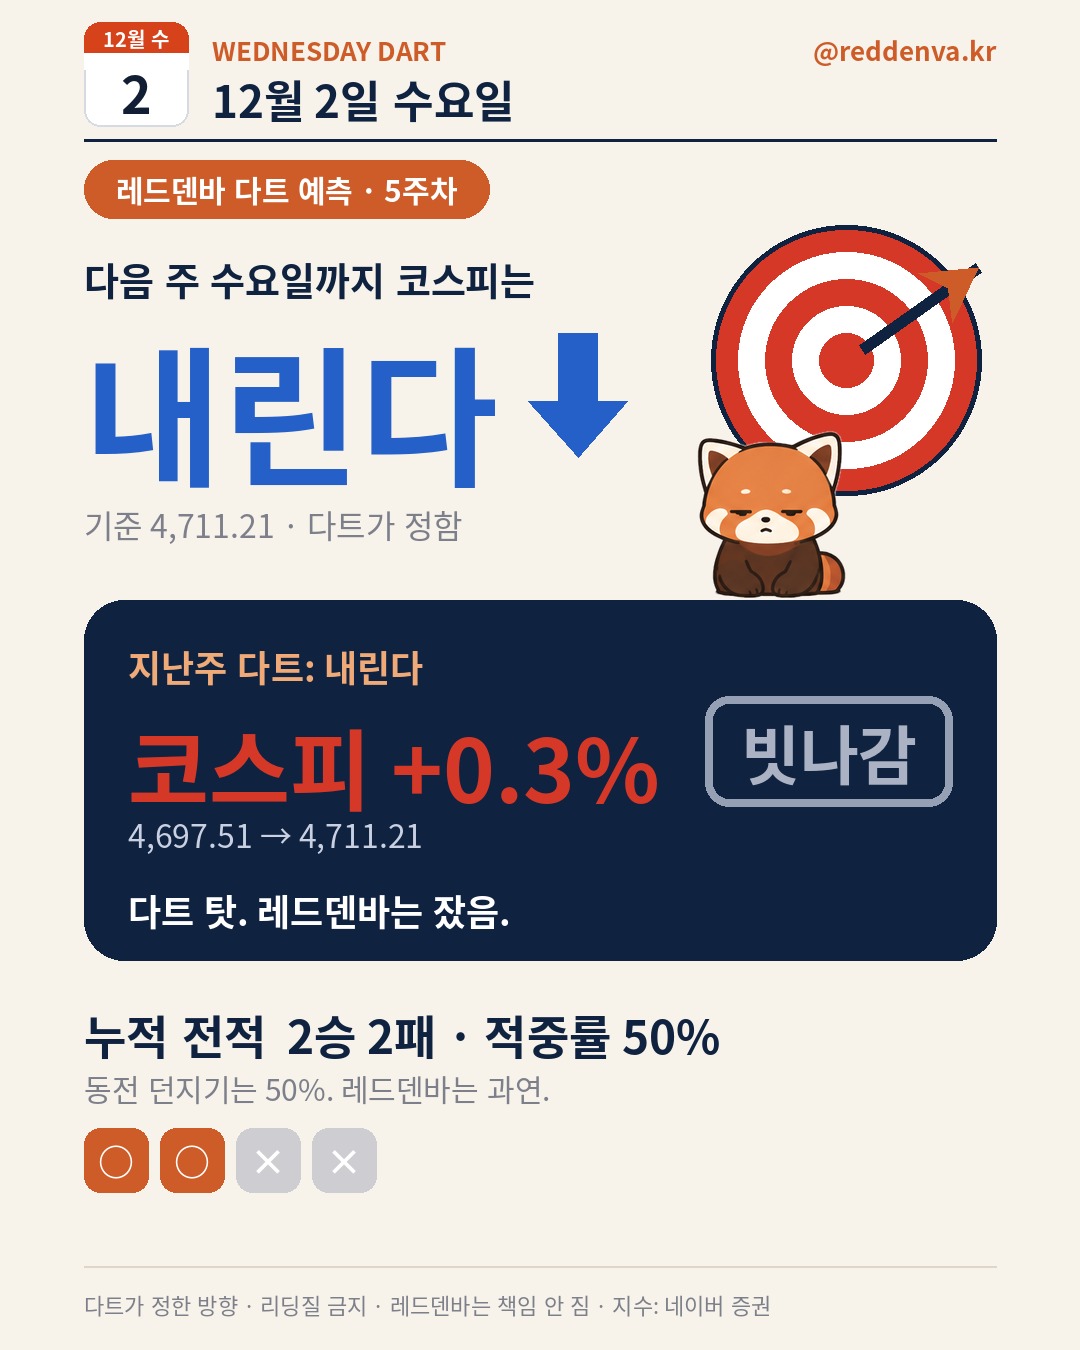 12월 수
2
WEDNESDAY DART
12월 2일 수요일
@reddenva.kr
레드덴바 다트 예측 · 5주차
다음 주 수요일까지 코스피는
내린다
기준 4,711.21 · 다트가 정함
지난주 다트: 내린다
코스피 +0.3%
빗나감
4,697.51 → 4,711.21
다트 탓. 레드덴바는 잤음.
누적 전적 2승 2패 · 적중률 50%
동전 던지기는 50%. 레드덴바는 과연.
○ ○ × ×
다트가 정한 방향 · 리딩질 금지 · 레드덴바는 책임 안 짐 · 지수: 네이버 증권